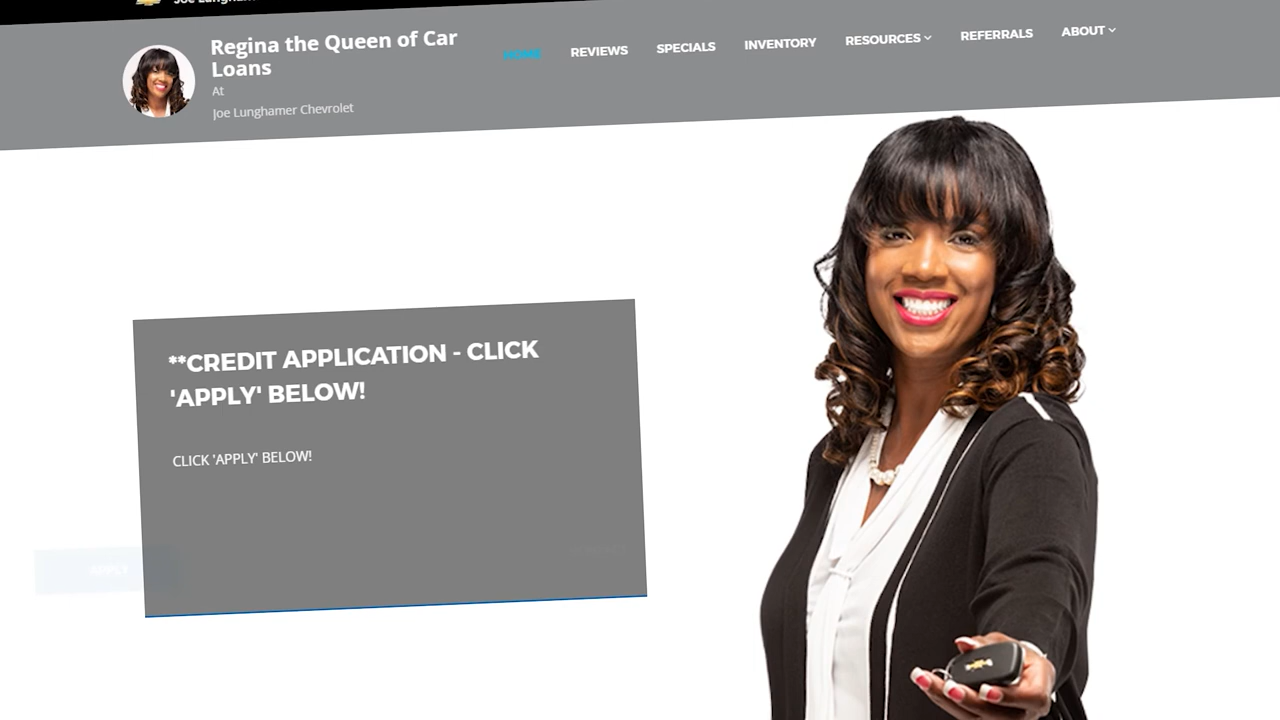 Regina the Queen of Car
Loans
At
Joe Lunghamer Chevrolet
HOME
REVIEWS
SPECIALS
INVENTORY
RESOURCES
REFERRALS
ABOUT
**CREDIT APPLICATION - CLICK
'APPLY' BELOW!
CLICK 'APPLY' BELOW!